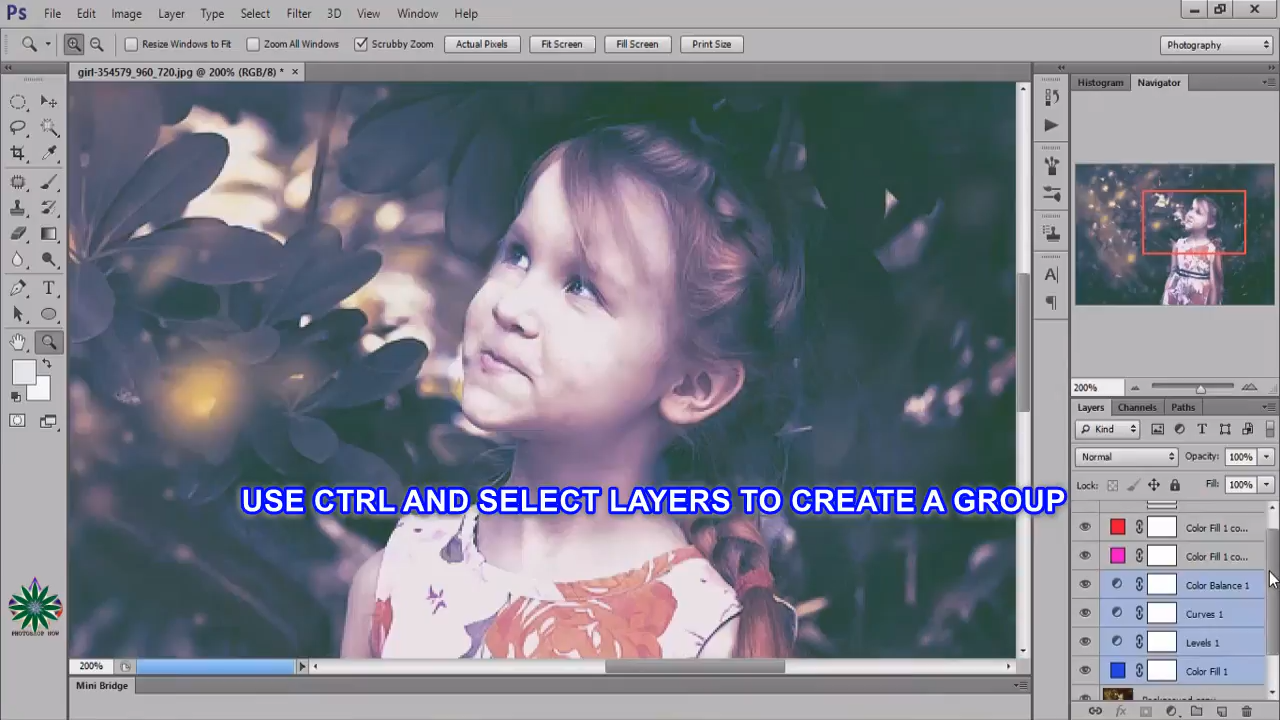 Ps File Edit Image Layer Type Select Filter 3D View Window Help
Resize Windows to Fit Zoom All Windows Scrubby Zoom Actual Pixels Fit Screen Fill Screen Print Size Photography
girl-354579_960_720.jpg @ 200% (RGB/8) * ×
Histogram Navigator
200%
Layers Channels Paths
Kind
Normal Opacity: 100%
Lock: Fill: 100%
USE CTRL AND SELECT LAYERS TO CREATE A GROUP
Color Fill 1 co...
Color Fill 1 co...
Color Balance 1
Curves 1
Levels 1
Color Fill 1
Background copy
PHOTOSHOP NOW
200%
Mini Bridge